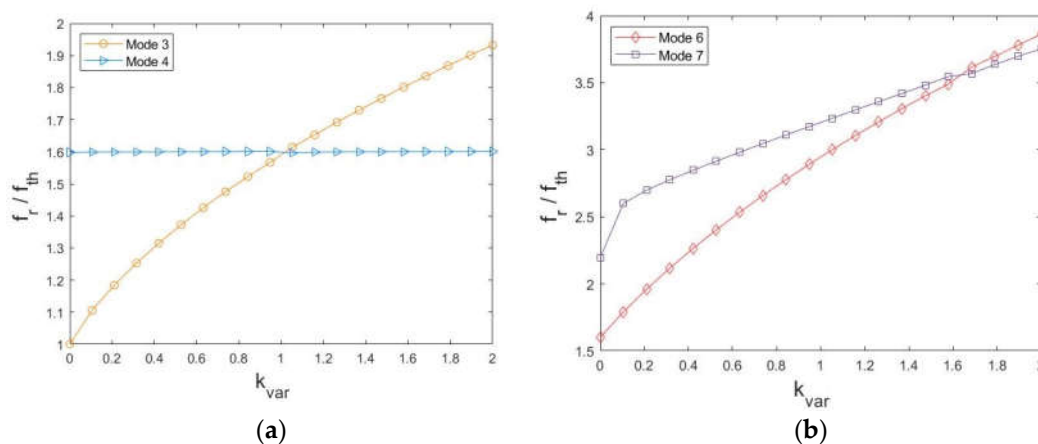 Mode 3
Mode 4
2
1.9
1.8
1.7
1.6
1.5
1.4
1.3
1.2
1.1
1
f_r / f_th
0 0.2 0.4 0.6 0.8 1 1.2 1.4 1.6 1.8 2
k_var
(a)
Mode 6
Mode 7
4
3.5
3
2.5
2
1.5
f_r / f_th
0 0.2 0.4 0.6 0.8 1 1.2 1.4 1.6 1.8
k_var
(b)